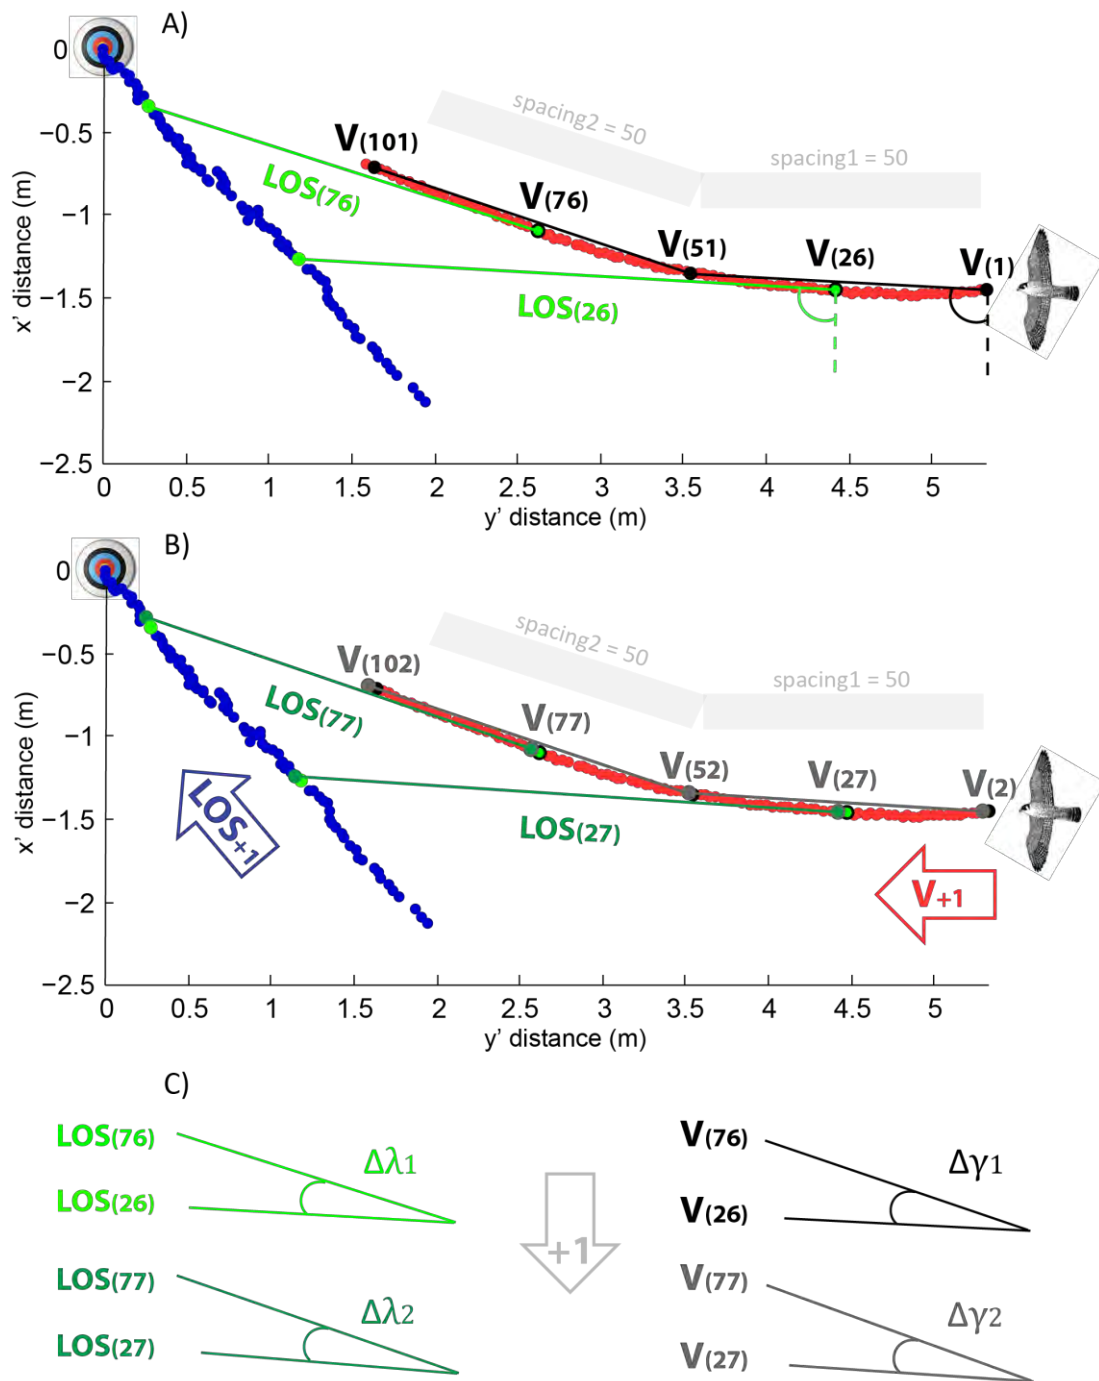 A)
0
−0.5
−1
−1.5
−2
−2.5
x' distance (m)
spacing2 = 50
spacing1 = 50
V(101)
V(76)
V(51)
V(26)
V(1)
LOS(76)
LOS(26)
0 0.5 1 1.5 2 2.5 3 3.5 4 4.5 5
y' distance (m)
B)
0
−0.5
−1
−1.5
−2
−2.5
x' distance (m)
spacing2 = 50
spacing1 = 50
V(102)
V(77)
V(52)
V(27)
V(2)
LOS(77)
LOS(27)
LOS+1
V+1
0 0.5 1 1.5 2 2.5 3 3.5 4 4.5 5
y' distance (m)
C)
LOS(76)
Δλ1
LOS(26)
LOS(77)
Δλ2
LOS(27)
+1
V(76)
Δγ1
V(26)
V(77)
Δγ2
V(27)